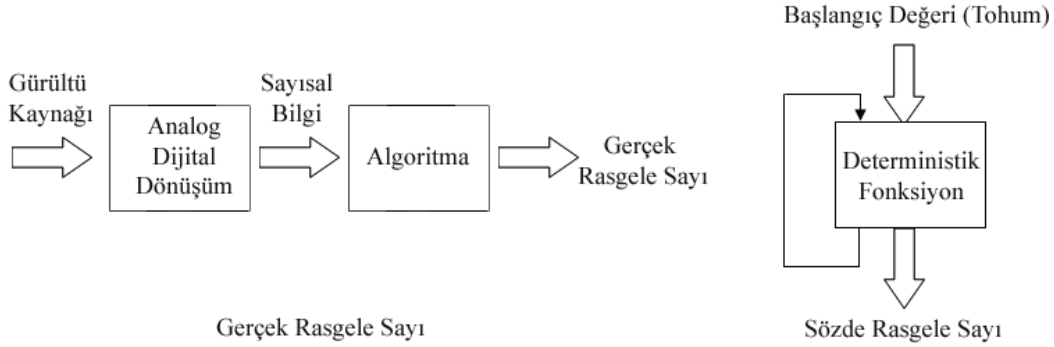 Başlangıç Değeri (Tohum)
Gürültü
Kaynağı
Analog
Dijital
Dönüşüm
Sayısal
Bilgi
Algoritma
Gerçek
Rasgele Sayı
Deterministik
Fonksiyon
Gerçek Rasgele Sayı
Sözde Rasgele Sayı